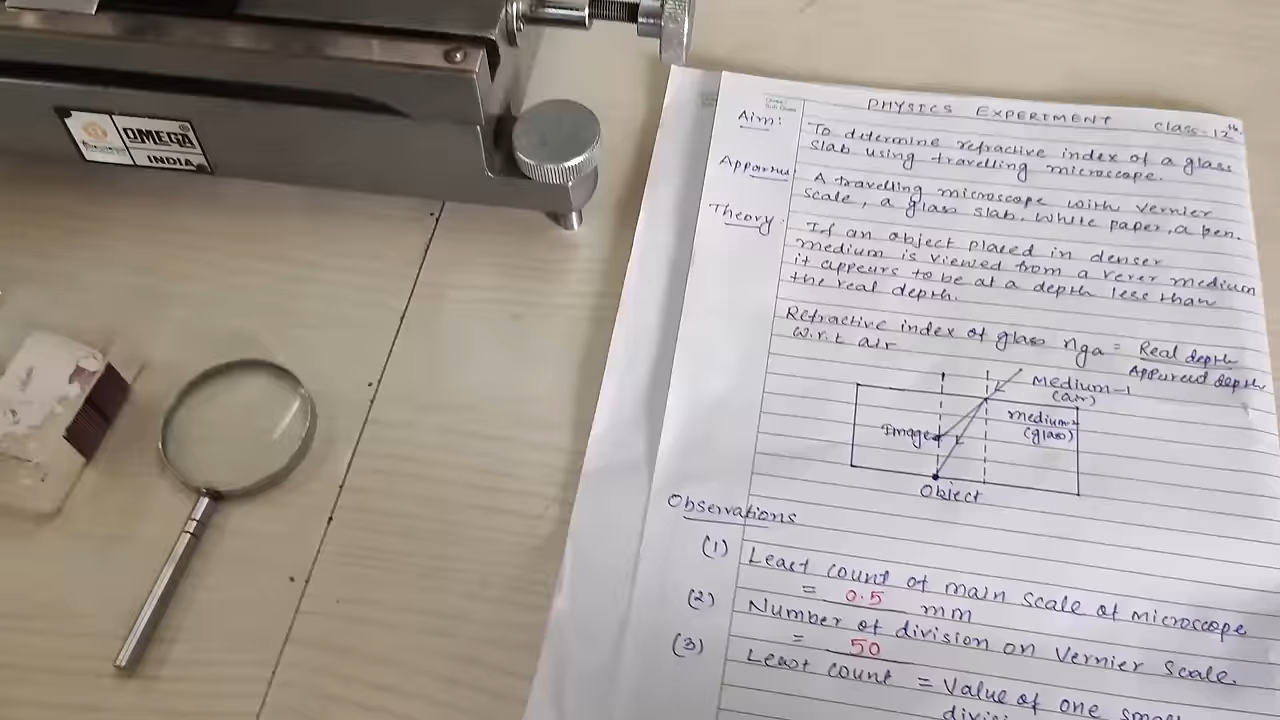 OMEGA
INDIA
PHYSICS EXPERIMENT Class-12th
Aim: To determine refractive index of a glass
slab using travelling microscope.
Apparrus A travelling microscope with vernier
scale, a glass slab, white paper, a pen.
Theory: If an object placed in denser
medium is viewed from a rerer medium
it appears to be at a depth less than
the real depth.
Refractive index of glass nga = Real depth
w.r.t air Appared depth
Medium-1
(air)
medium-2
(glass)
Image
Object
Observations
(1) Least count of main scale of microscope
= 0.5 mm
(2) Number of division on Vernier Scale.
= 50
(3) Least count = Value of one